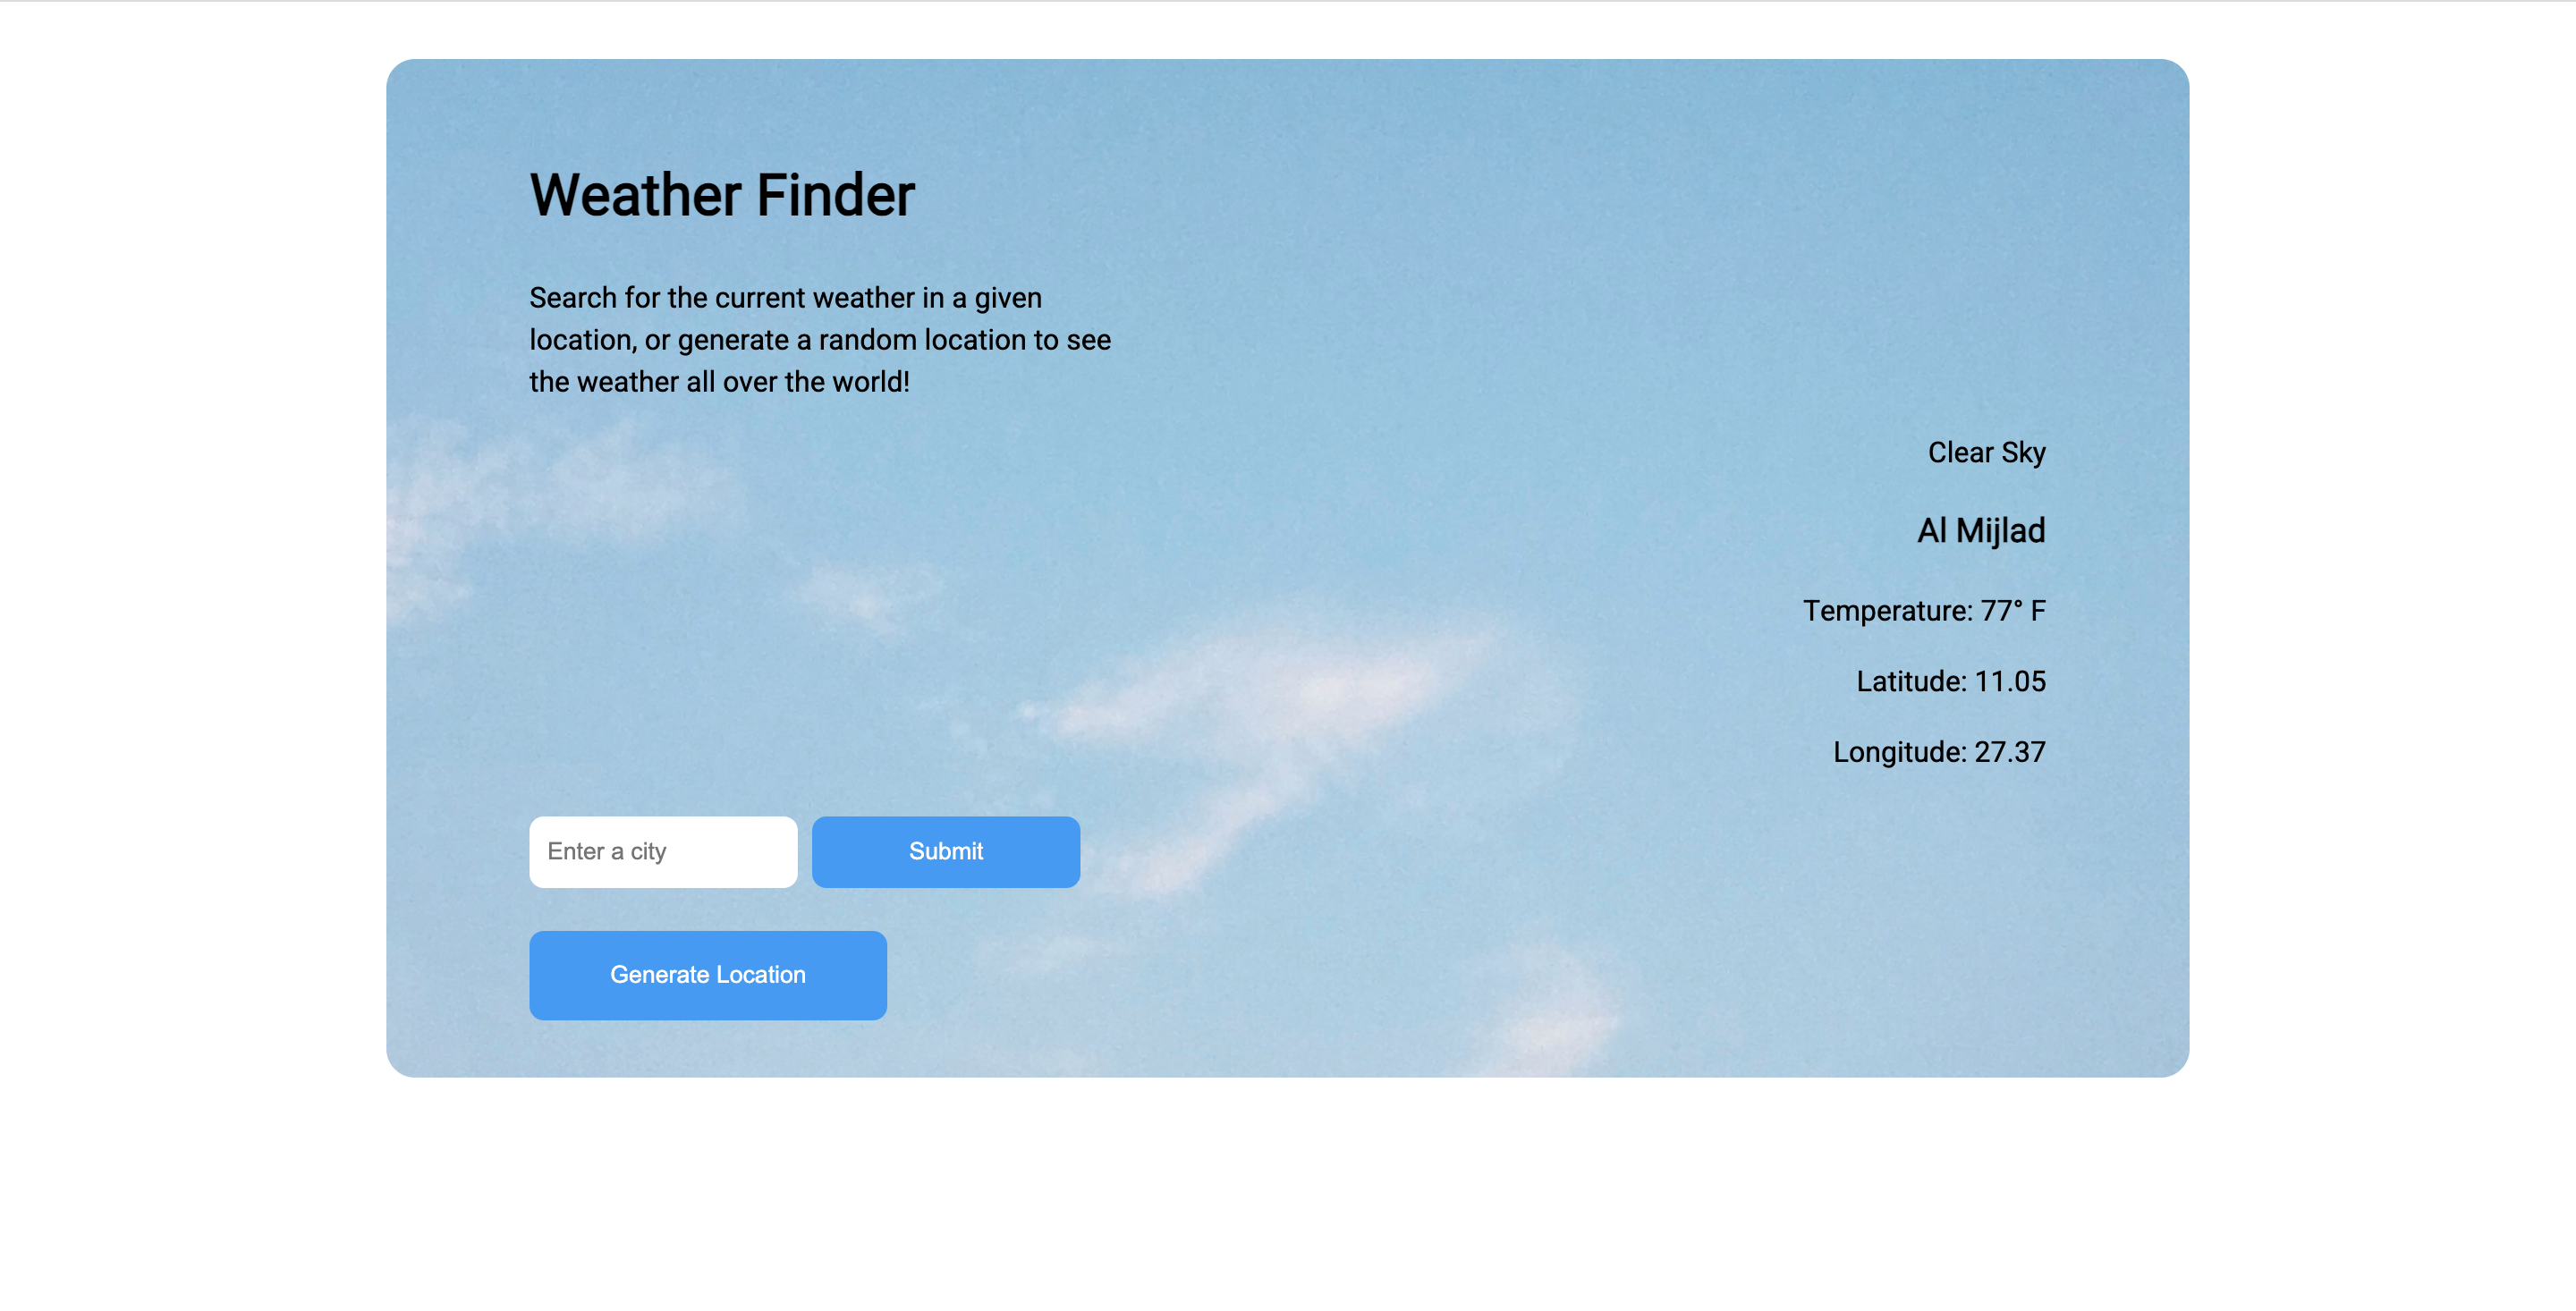 Weather Finder
Search for the current weather in a given
location, or generate a random location to see
the weather all over the world!
Clear Sky
Al Mijlad
Temperature: 77° F
Latitude: 11.05
Longitude: 27.37
Enter a city
Submit
Generate Location